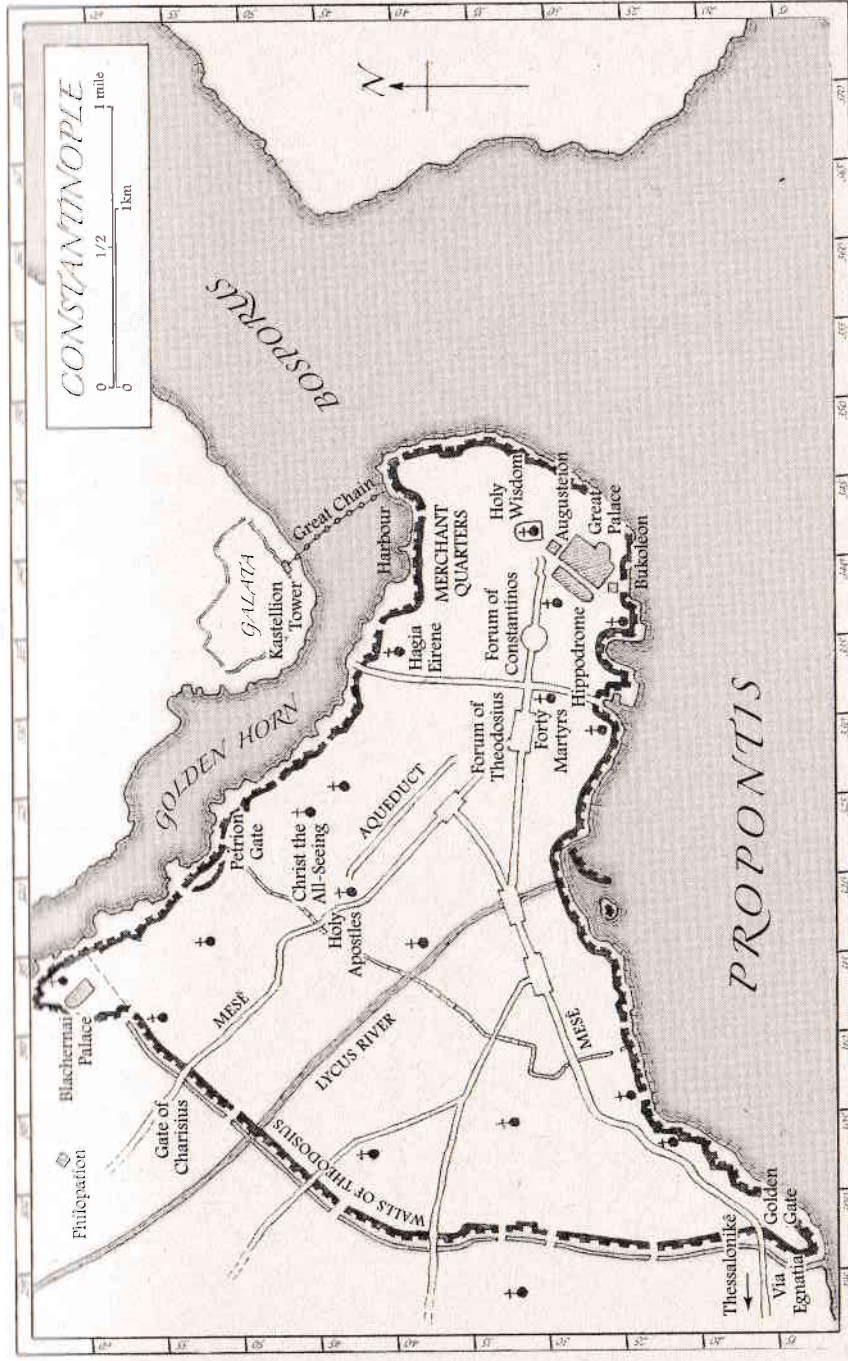 CONSTANTINOPLE
0 1/2 1 mile
0 1km
N
BOSPORUS
GALATA
Kastellion
Tower
Great Chain
Harbour
GOLDEN HORN
MERCHANT
QUARTERS
Hagia
Eirene
Holy
Wisdom
Augusteion
Great
Palace
Bukoleon
Forum of
Constantinos
Hippodrome
Forum of
Theodosius
Forty
Martyrs
AQUEDUCT
Petrion
Gate
Christ the
All-Seeing
Holy
Apostles
MESĒ
LYCUS RIVER
MESĒ
Blachernai
Palace
Gate of
Charisius
Philopation
WALLS OF THEODOSIUS
Golden
Gate
Thessalonikē
Via
Egnatia
PROPONTIS